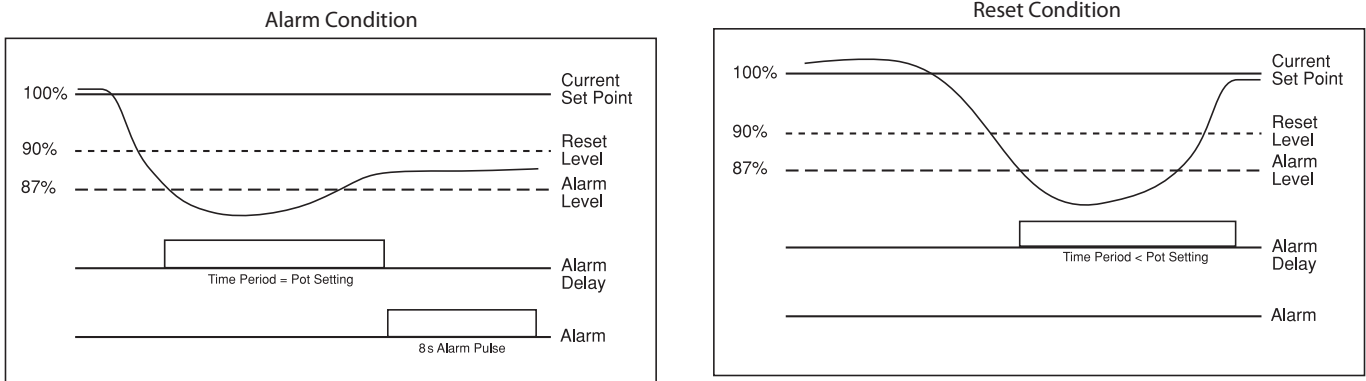 Alarm Condition
100%
Current
Set Point
90%
Reset
Level
87%
Alarm
Level
Alarm
Delay
Time Period = Pot Setting
Alarm
8s Alarm Pulse
Reset Condition
100%
Current
Set Point
90%
Reset
Level
87%
Alarm
Level
Alarm
Delay
Time Period < Pot Setting
Alarm